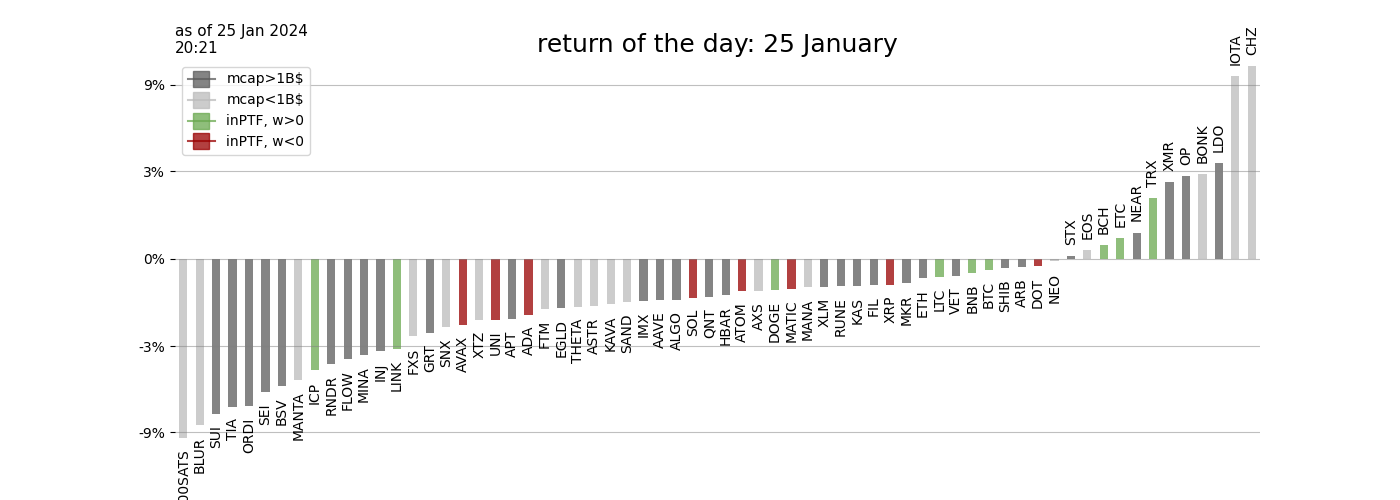 as of 25 Jan 2024
20:21
return of the day: 25 January
mcap>1B$
mcap<1B$
inPTF, w>0
inPTF, w<0
9%
3%
0%
-3%
-9%
00SATS
BLUR
SUI
TIA
ORDI
SEI
BSV
MANTA
ICP
RNDR
FLOW
MINA
INJ
LINK
FXS
GRT
SNX
AVAX
XTZ
UNI
APT
ADA
FTM
EGLD
THETA
ASTR
KAVA
SAND
IMX
AAVE
ALGO
SOL
QNT
HBAR
ATOM
AXS
DOGE
MATIC
MANA
XLM
RUNE
KAS
FIL
XRP
MKR
ETH
LTC
VET
BNB
BTC
SHIB
ARB
DOT
NEO
STX
EOS
BCH
ETC
NEAR
TRX
XMR
OP
BONK
LDO
IOTA
CHZ